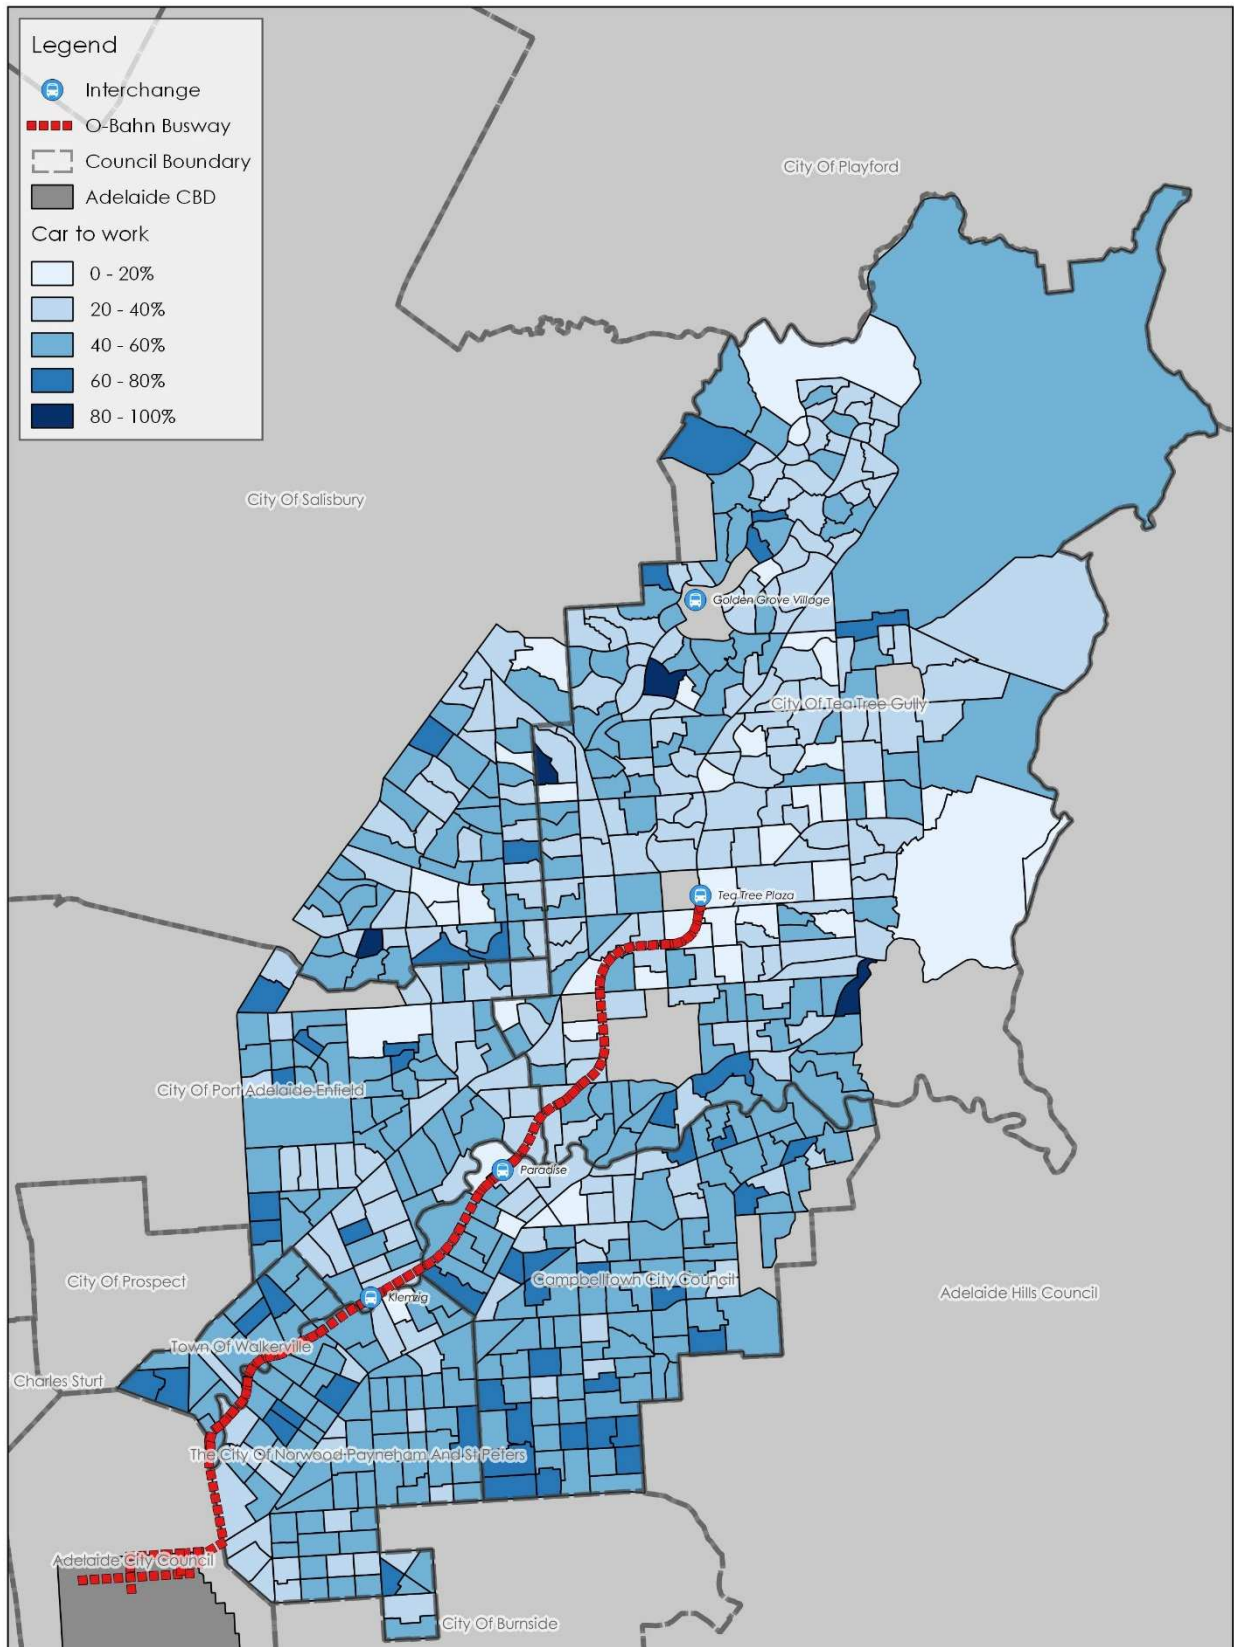 Legend
Interchange
O-Bahn Busway
Council Boundary
Adelaide CBD
Car to work
0 - 20%
20 - 40%
40 - 60%
60 - 80%
80 - 100%
City Of Playford
City Of Salisbury
Golden Grove Village
City Of Tea Tree Gully
Tea Tree Plaza
City Of Port Adelaide Enfield
Paradise
City Of Prospect
Klemzig
Campbelltown City Council
Adelaide Hills Council
Town Of Walkerville
Charles Sturt
The City Of Norwood Payneham And St Peters
Adelaide City Council
City Of Burnside